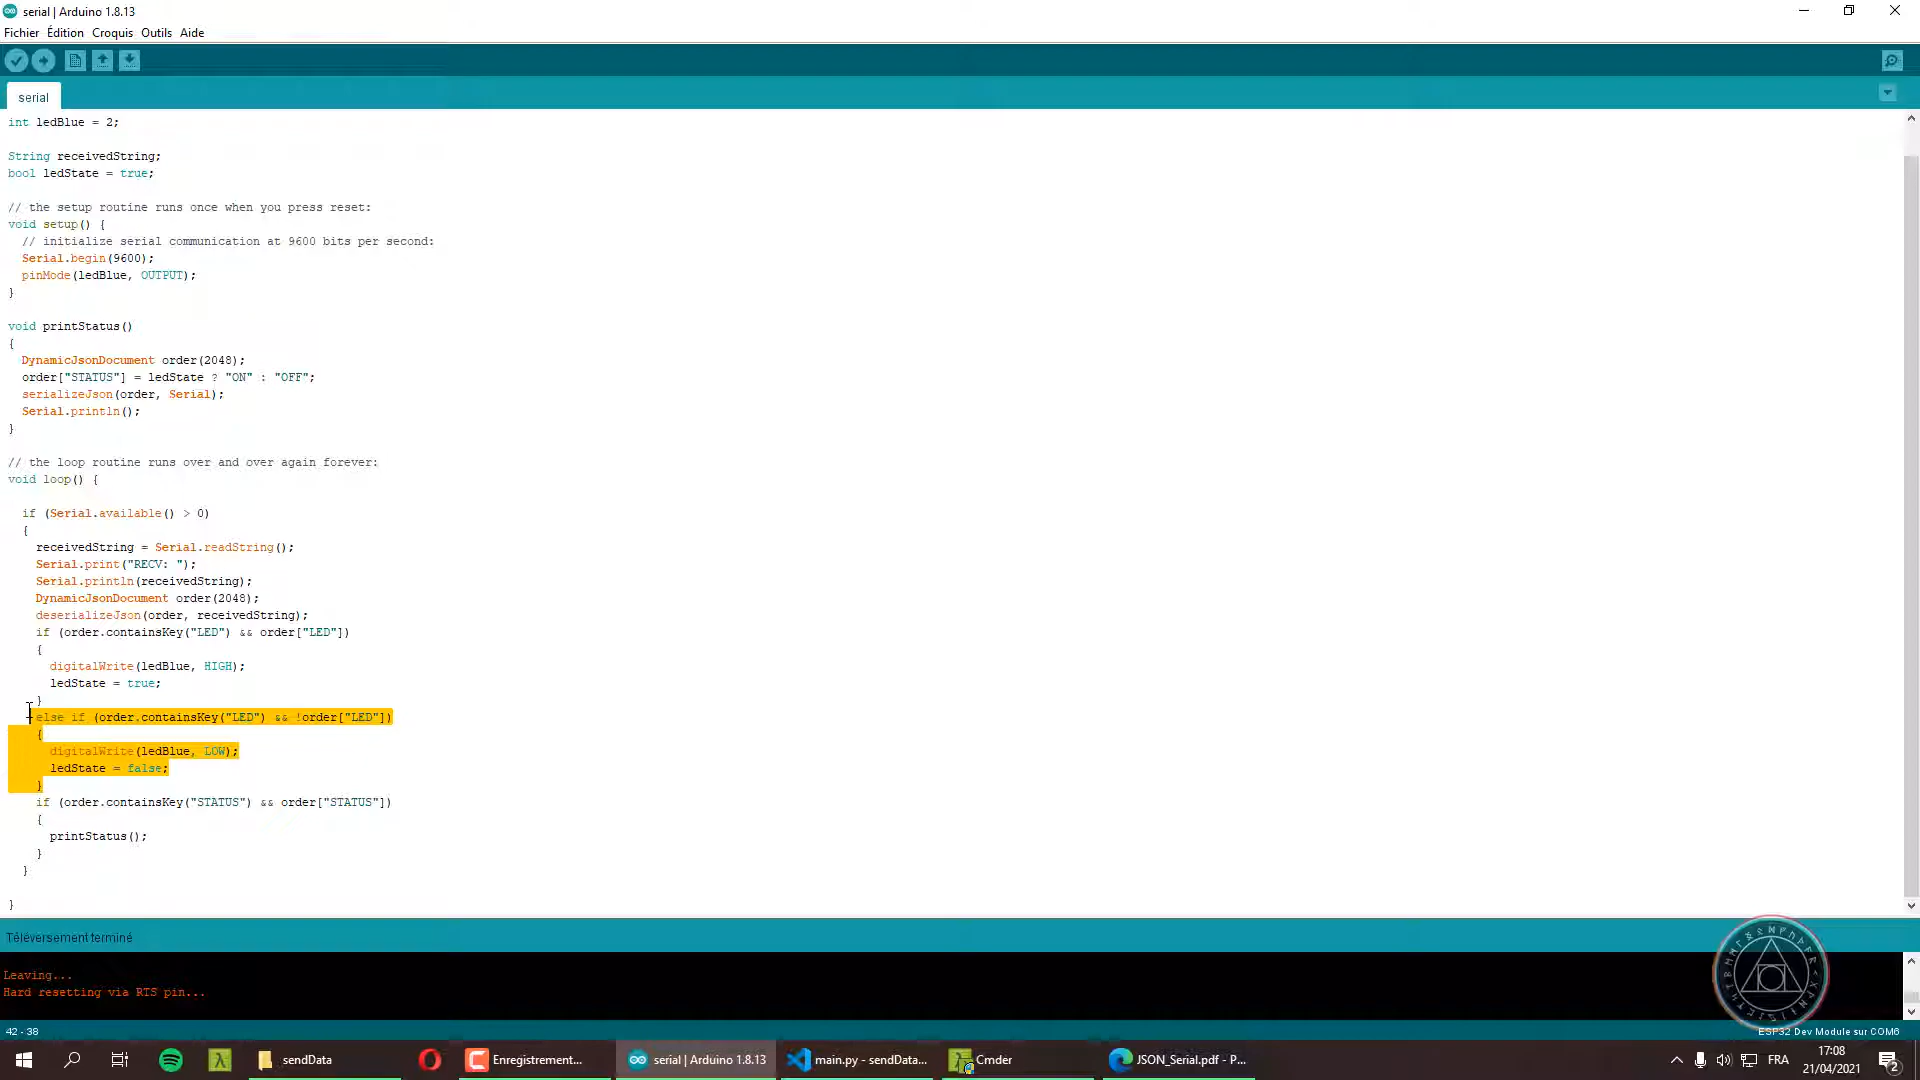 serial | Arduino 1.8.13
Fichier Édition Croquis Outils Aide
serial
int ledBlue = 2;
String receivedString;
bool ledState = true;
// the setup routine runs once when you press reset:
void setup() {
// initialize serial communication at 9600 bits per second:
Serial.begin(9600);
pinMode(ledBlue, OUTPUT);
}
void printStatus()
{
DynamicJsonDocument order(2048);
order["STATUS"] = ledState ? "ON" : "OFF";
serializeJson(order, Serial);
Serial.println();
}
// the loop routine runs over and over again forever:
void loop() {
if (Serial.available() > 0)
{
receivedString = Serial.readString();
Serial.print("RECV: ");
Serial.println(receivedString);
DynamicJsonDocument order(2048);
deserializeJson(order, receivedString);
if (order.containsKey("LED") && order["LED"])
{
digitalWrite(ledBlue, HIGH);
ledState = true;
}
else if (order.containsKey("LED") && !order["LED"])
{
digitalWrite(ledBlue, LOW);
ledState = false;
}
if (order.containsKey("STATUS") && order["STATUS"])
{
printStatus();
}
}
}
Téléversement terminé
Leaving...
Hard resetting via RTS pin...
42 - 38
ESP32 Dev Module sur COM6
sendData
Enregistrement...
serial | Arduino 1.8.13
main.py - sendData...
Cmder
JSON_Serial.pdf - P...
FRA
17:08
21/04/2021
2